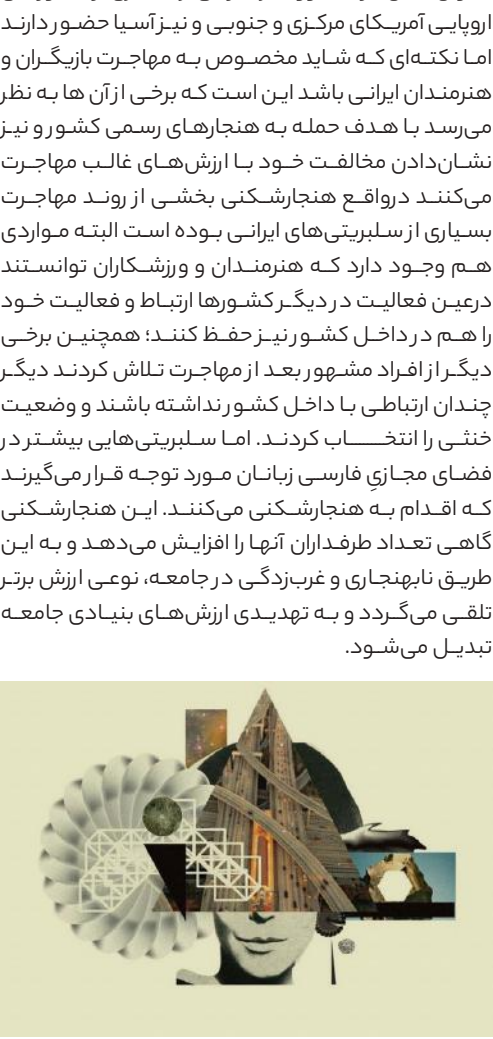 اروپایی آمریکای مرکزی و جنوبی و نیز آسیا حضور دارند
اما نکته‌ای که شاید مخصوص به مهاجرت بازیگران و
هنرمندان ایرانی باشد این است که برخی از آن ها به نظر
می‌رسد با هدف حمله به هنجارهای رسمی کشور و نیز
نشان‌دادن مخالفت خود با ارزش‌های غالب مهاجرت
می‌کنند درواقع هنجارشکنی بخشی از روند مهاجرت
بسیاری از سلبریتی‌های ایرانی بوده است البته مواردی
هم وجود دارد که هنرمندان و ورزشکاران توانستند
درعین فعالیت در دیگر کشورها ارتباط و فعالیت خود
را هم در داخل کشور نیز حفظ کنند؛ همچنین برخی
دیگر از افراد مشهور بعد از مهاجرت تلاش کردند دیگر
چندان ارتباطی با داخل کشور نداشته باشند و وضعیت
خنثی را انتخاب کردند. اما سلبریتی‌هایی بیشتر در
فضای مجازیِ فارسی زبانان مورد توجه قرار می‌گیرند
که اقدام به هنجارشکنی می‌کنند. این هنجارشکنی
گاهی تعداد طرفداران آنها را افزایش می‌دهد و به این
طریق نابهنجاری و غرب‌زدگی در جامعه، نوعی ارزش برتر
تلقی می‌گردد و به تهدیدی ارزش‌های بنیادی جامعه
تبدیل می‌شود.